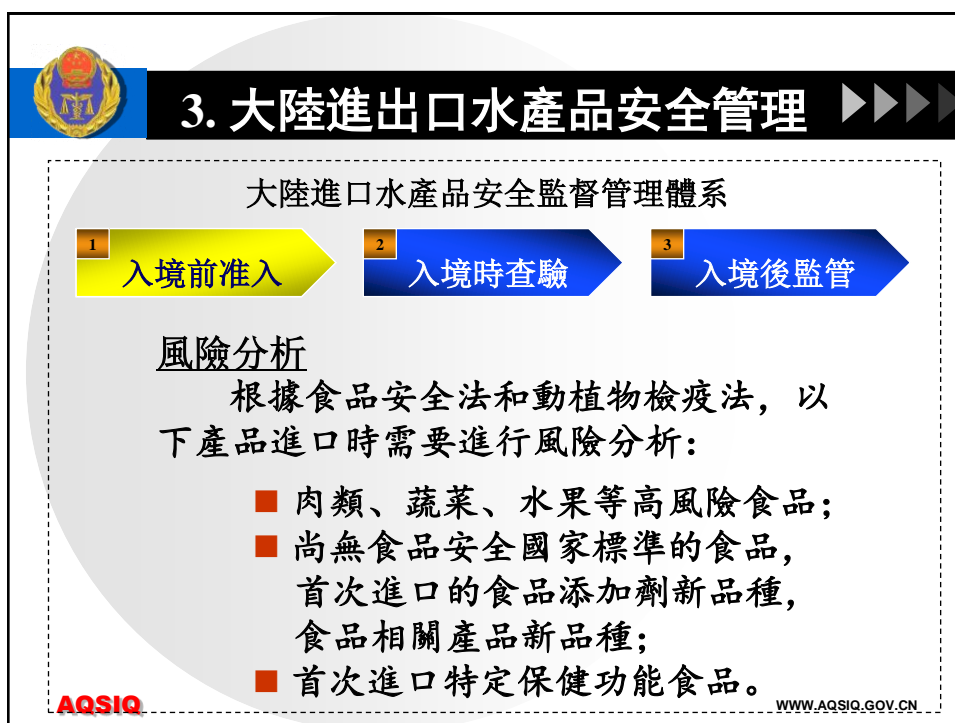 3. 大陸進出口水產品安全管理
大陸進口水產品安全監督管理體系
1
入境前准入
2
入境時查驗
3
入境後監管
風險分析
根據食品安全法和動植物檢疫法，以
下產品進口時需要進行風險分析：
肉類、蔬菜、水果等高風險食品；
尚無食品安全國家標準的食品，
首次進口的食品添加劑新品種，
食品相關產品新品種；
首次進口特定保健功能食品。
AQSIQ
WWW.AQSIQ.GOV.CN